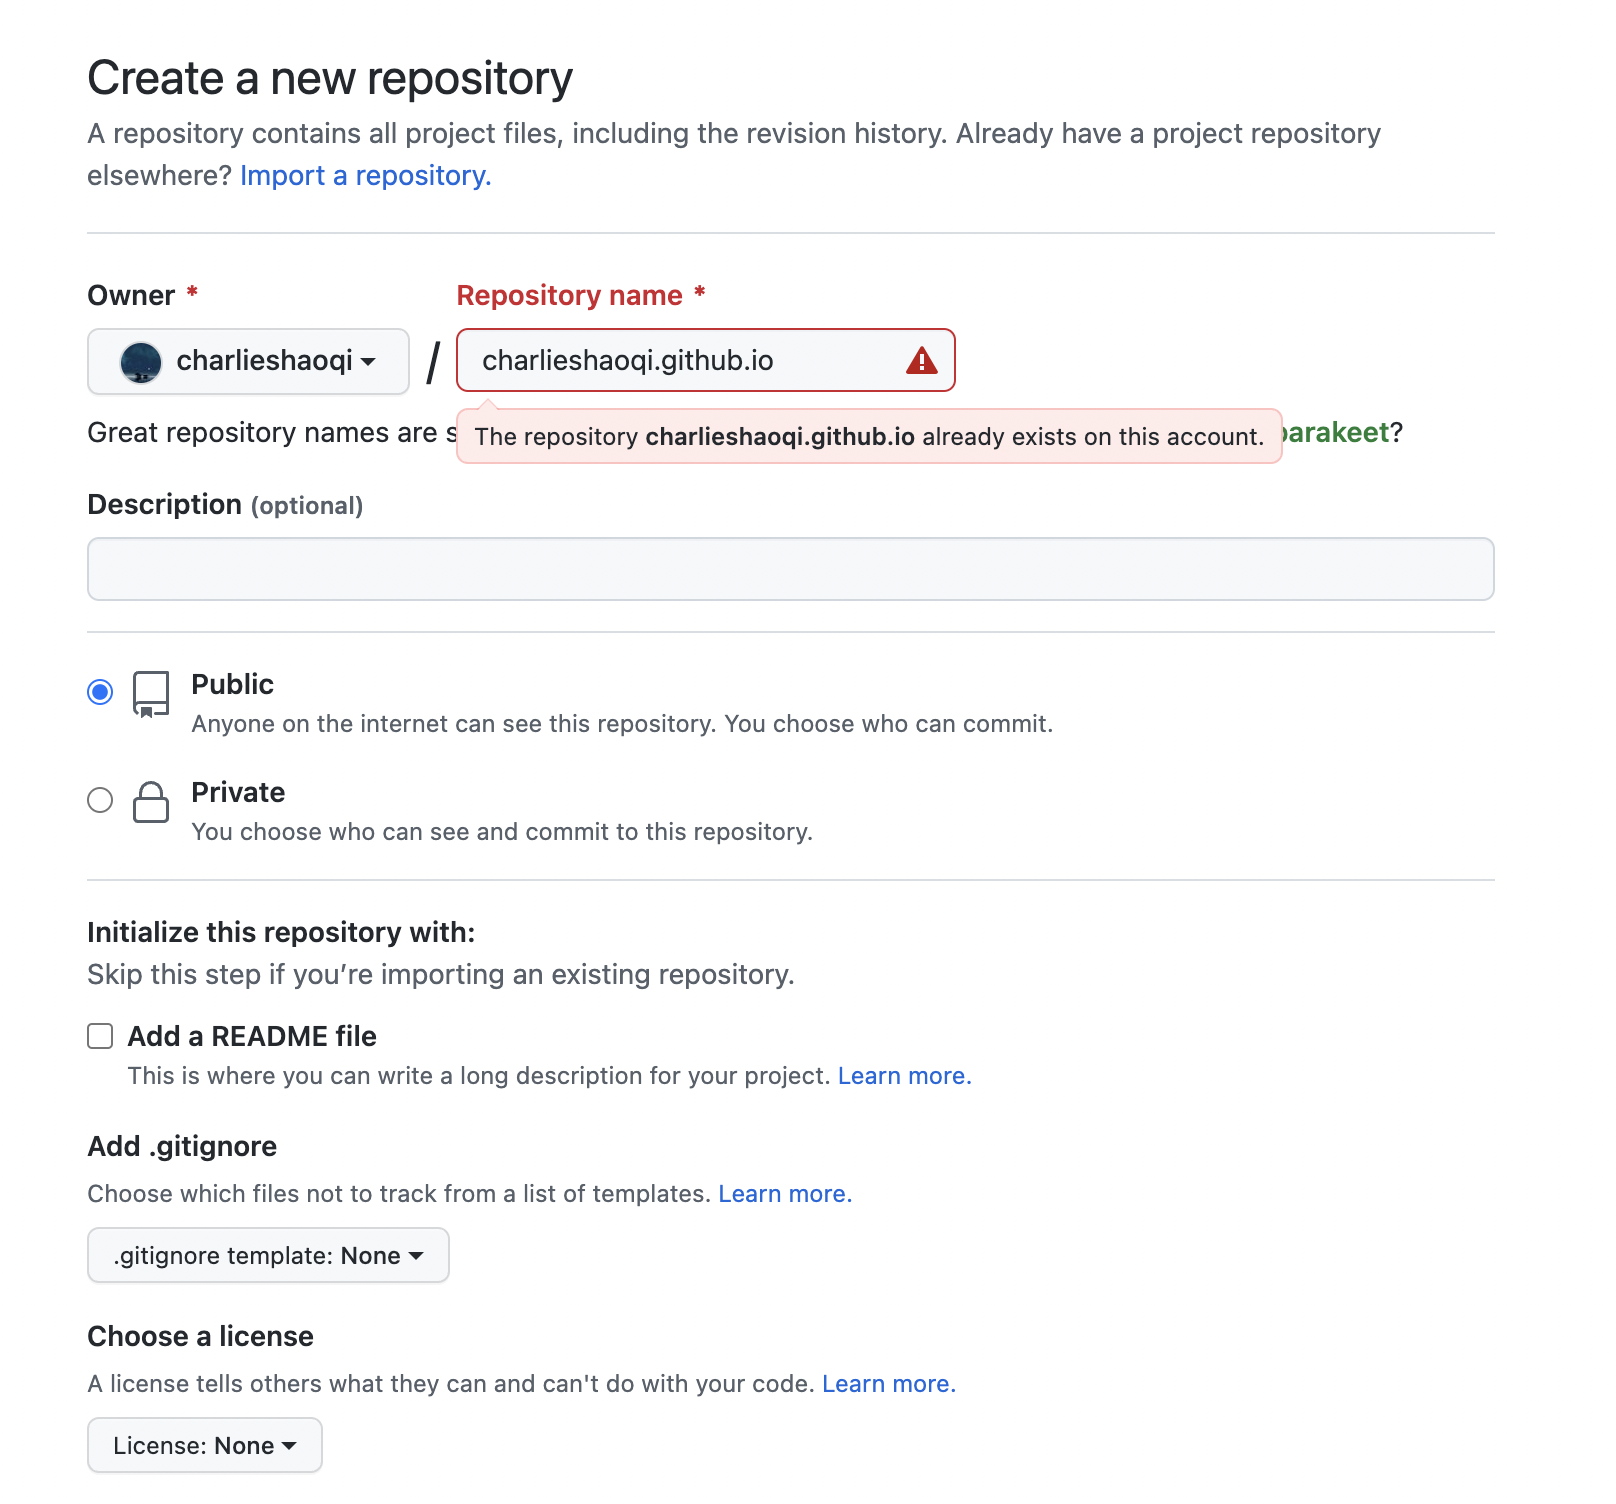 Create a new repository
A repository contains all project files, including the revision history. Already have a project repository
elsewhere? Import a repository.
Owner * Repository name *
charlieshaoqi / charlieshaoqi.github.io
Great repository names are
The repository charlieshaoqi.github.io already exists on this account.
parakeet?
Description (optional)
Public
Anyone on the internet can see this repository. You choose who can commit.
Private
You choose who can see and commit to this repository.
Initialize this repository with:
Skip this step if you’re importing an existing repository.
Add a README file
This is where you can write a long description for your project. Learn more.
Add .gitignore
Choose which files not to track from a list of templates. Learn more.
.gitignore template: None
Choose a license
A license tells others what they can and can't do with your code. Learn more.
License: None